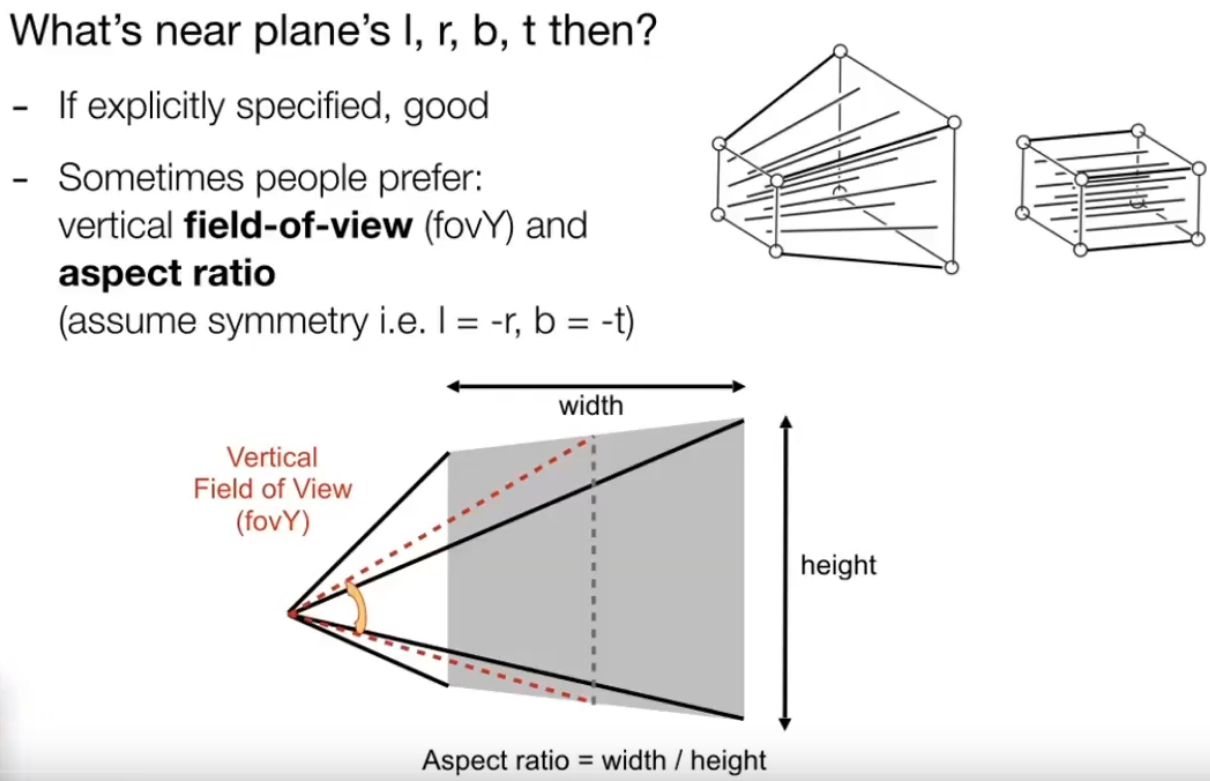 What's near plane's l, r, b, t then?
- If explicitly specified, good
- Sometimes people prefer:
vertical field-of-view (fovY) and
aspect ratio
(assume symmetry i.e. l = -r, b = -t)
width
Vertical
Field of View
(fovY)
height
Aspect ratio = width / height